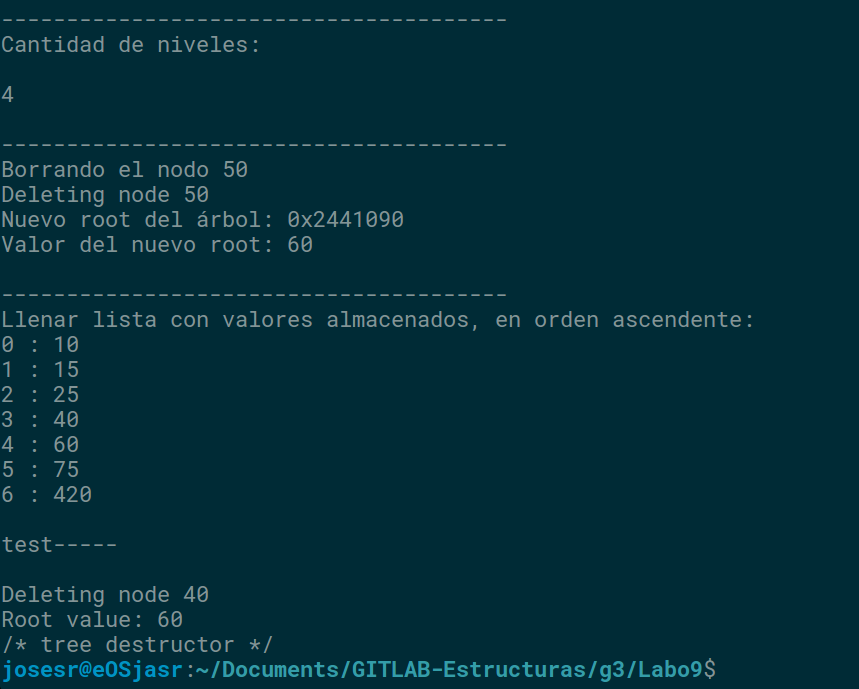 ---------------------------------------
Cantidad de niveles:
4
---------------------------------------
Borrando el nodo 50
Deleting node 50
Nuevo root del árbol: 0x2441090
Valor del nuevo root: 60
---------------------------------------
Llenar lista con valores almacenados, en orden ascendente:
0 : 10
1 : 15
2 : 25
3 : 40
4 : 60
5 : 75
6 : 420
test-----
Deleting node 40
Root value: 60
/* tree destructor */
josesr@eOSjasr:~/Documents/GITLAB-Estructuras/g3/Labo9$